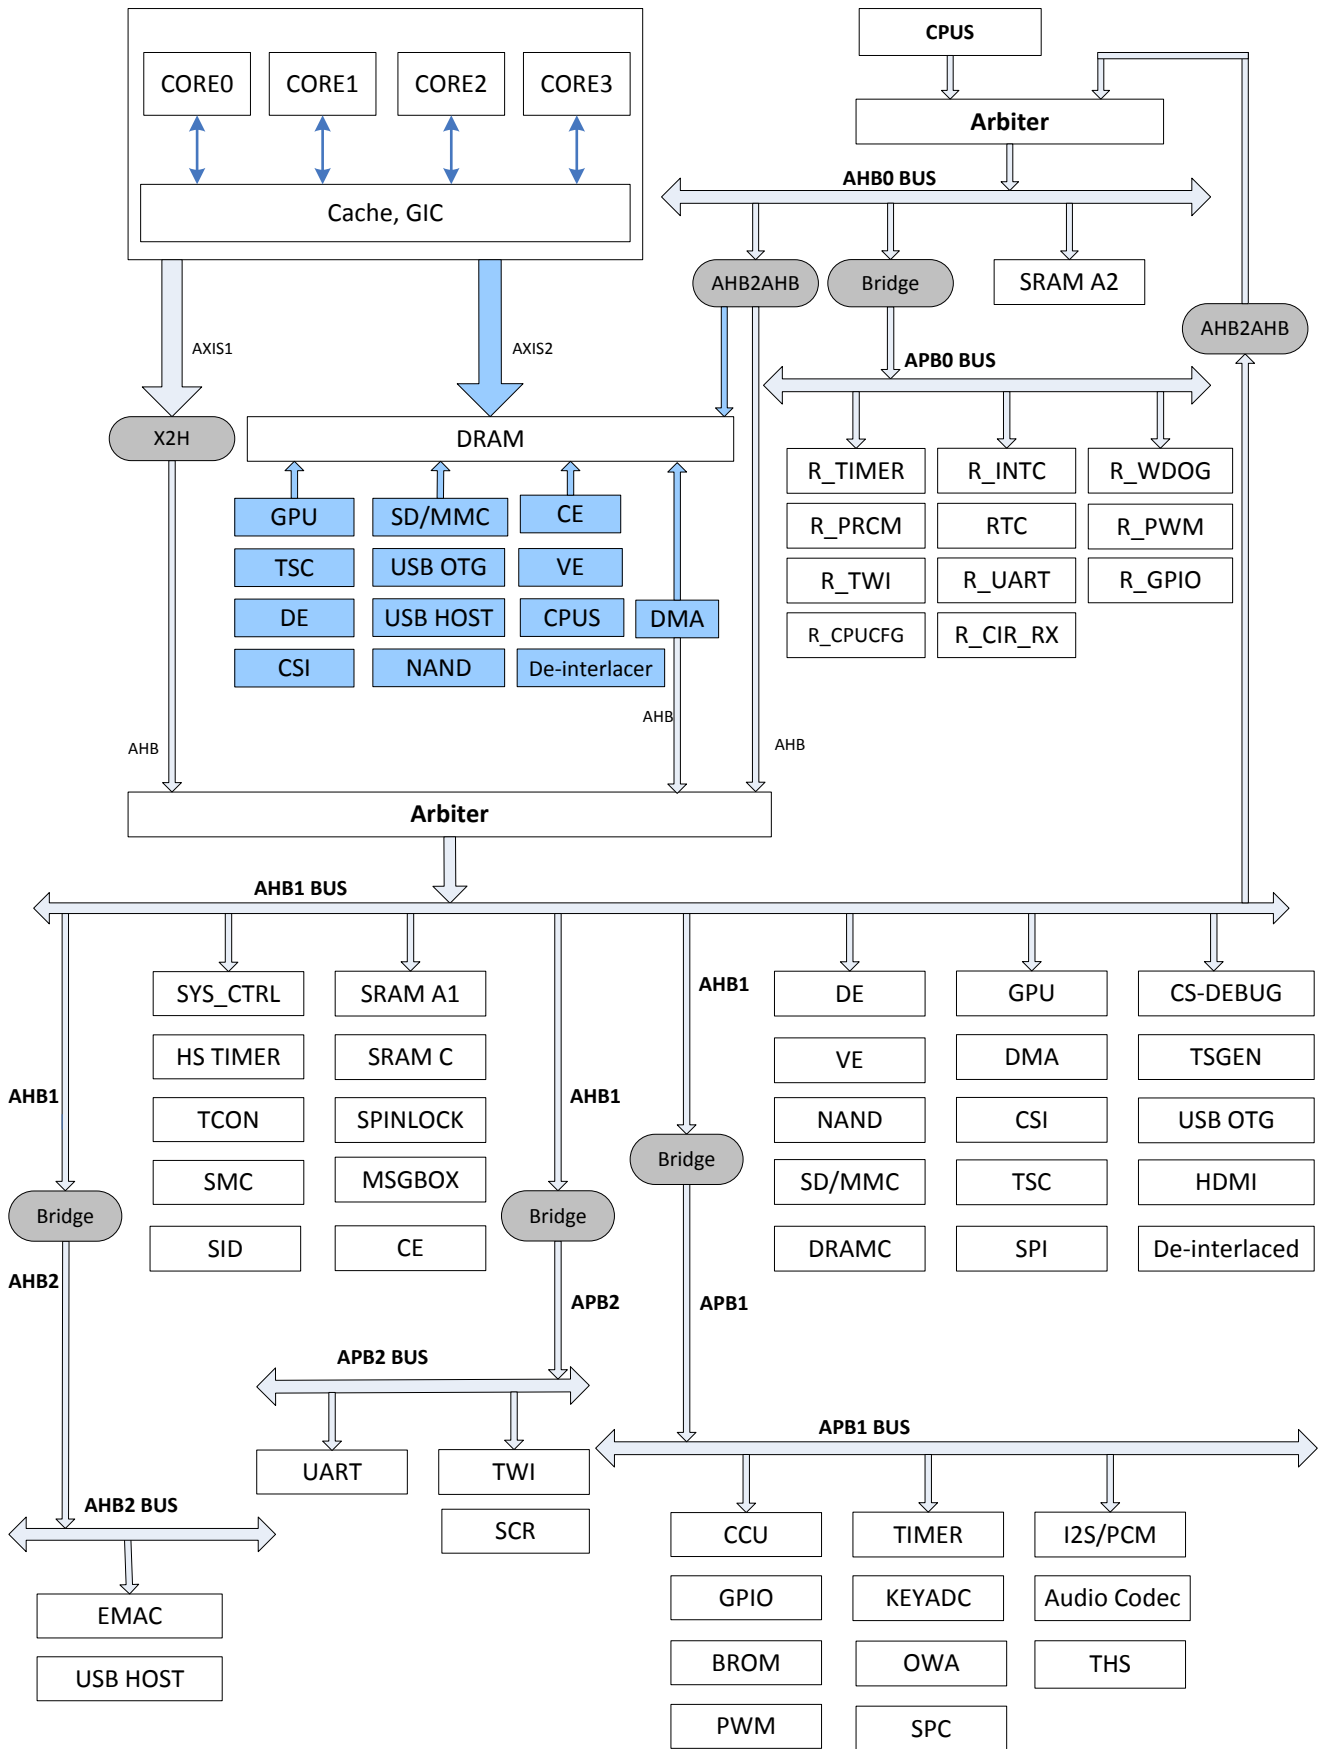 CPUS
CORE0 CORE1 CORE2 CORE3
Arbiter
Cache, GIC
AHB0 BUS
AHB2AHB Bridge SRAM A2
AHB2AHB
AXIS1 AXIS2
APB0 BUS
X2H DRAM
R_TIMER R_INTC R_WDOG
GPU SD/MMC CE
R_PRCM RTC R_PWM
TSC USB OTG VE
R_TWI R_UART R_GPIO
DE USB HOST CPUS DMA
R_CPUCFG R_CIR_RX
CSI NAND De-interlacer
AHB AHB AHB
Arbiter
AHB1 BUS
SYS_CTRL SRAM A1 AHB1 DE GPU CS-DEBUG
HS TIMER SRAM C VE DMA TSGEN
AHB1 AHB1
TCON SPINLOCK NAND CSI USB OTG
Bridge
SMC MSGBOX SD/MMC TSC HDMI
Bridge Bridge
SID CE DRAMC SPI De-interlaced
AHB2 APB2 APB1
APB2 BUS
APB1 BUS
UART TWI
AHB2 BUS
SCR
CCU TIMER I2S/PCM
EMAC
GPIO KEYADC Audio Codec
USB HOST
BROM OWA THS
PWM SPC